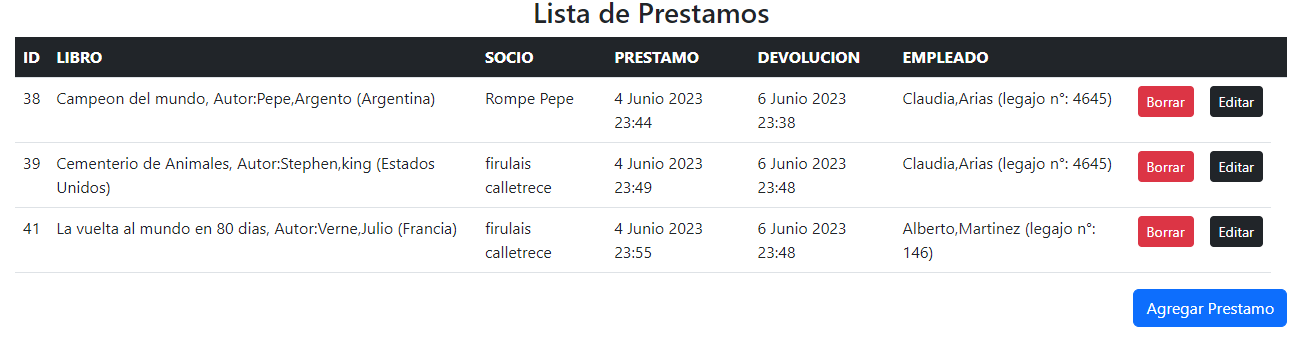 Lista de Prestamos
ID LIBRO SOCIO PRESTAMO DEVOLUCION EMPLEADO
38 Campeon del mundo, Autor:Pepe,Argento (Argentina) Rompe Pepe 4 Junio 2023 6 Junio 2023 Claudia,Arias (legajo n°: 4645) Borrar Editar
23:44 23:38
39 Cementerio de Animales, Autor:Stephen,king (Estados firulais 4 Junio 2023 6 Junio 2023 Claudia,Arias (legajo n°: 4645) Borrar Editar
Unidos) calletrece 23:49 23:48
41 La vuelta al mundo en 80 dias, Autor:Verne,Julio (Francia) firulais 4 Junio 2023 6 Junio 2023 Alberto,Martinez (legajo n°: Borrar Editar
calletrece 23:55 23:48 146)
Agregar Prestamo